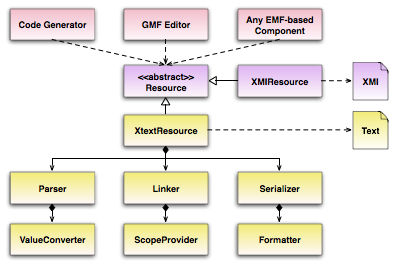 Code Generator
GMF Editor
Any EMF-based
Component
<<abstract>>
Resource
XMIResource
XMI
XtextResource
Text
Parser
Linker
Serializer
ValueConverter
ScopeProvider
Formatter